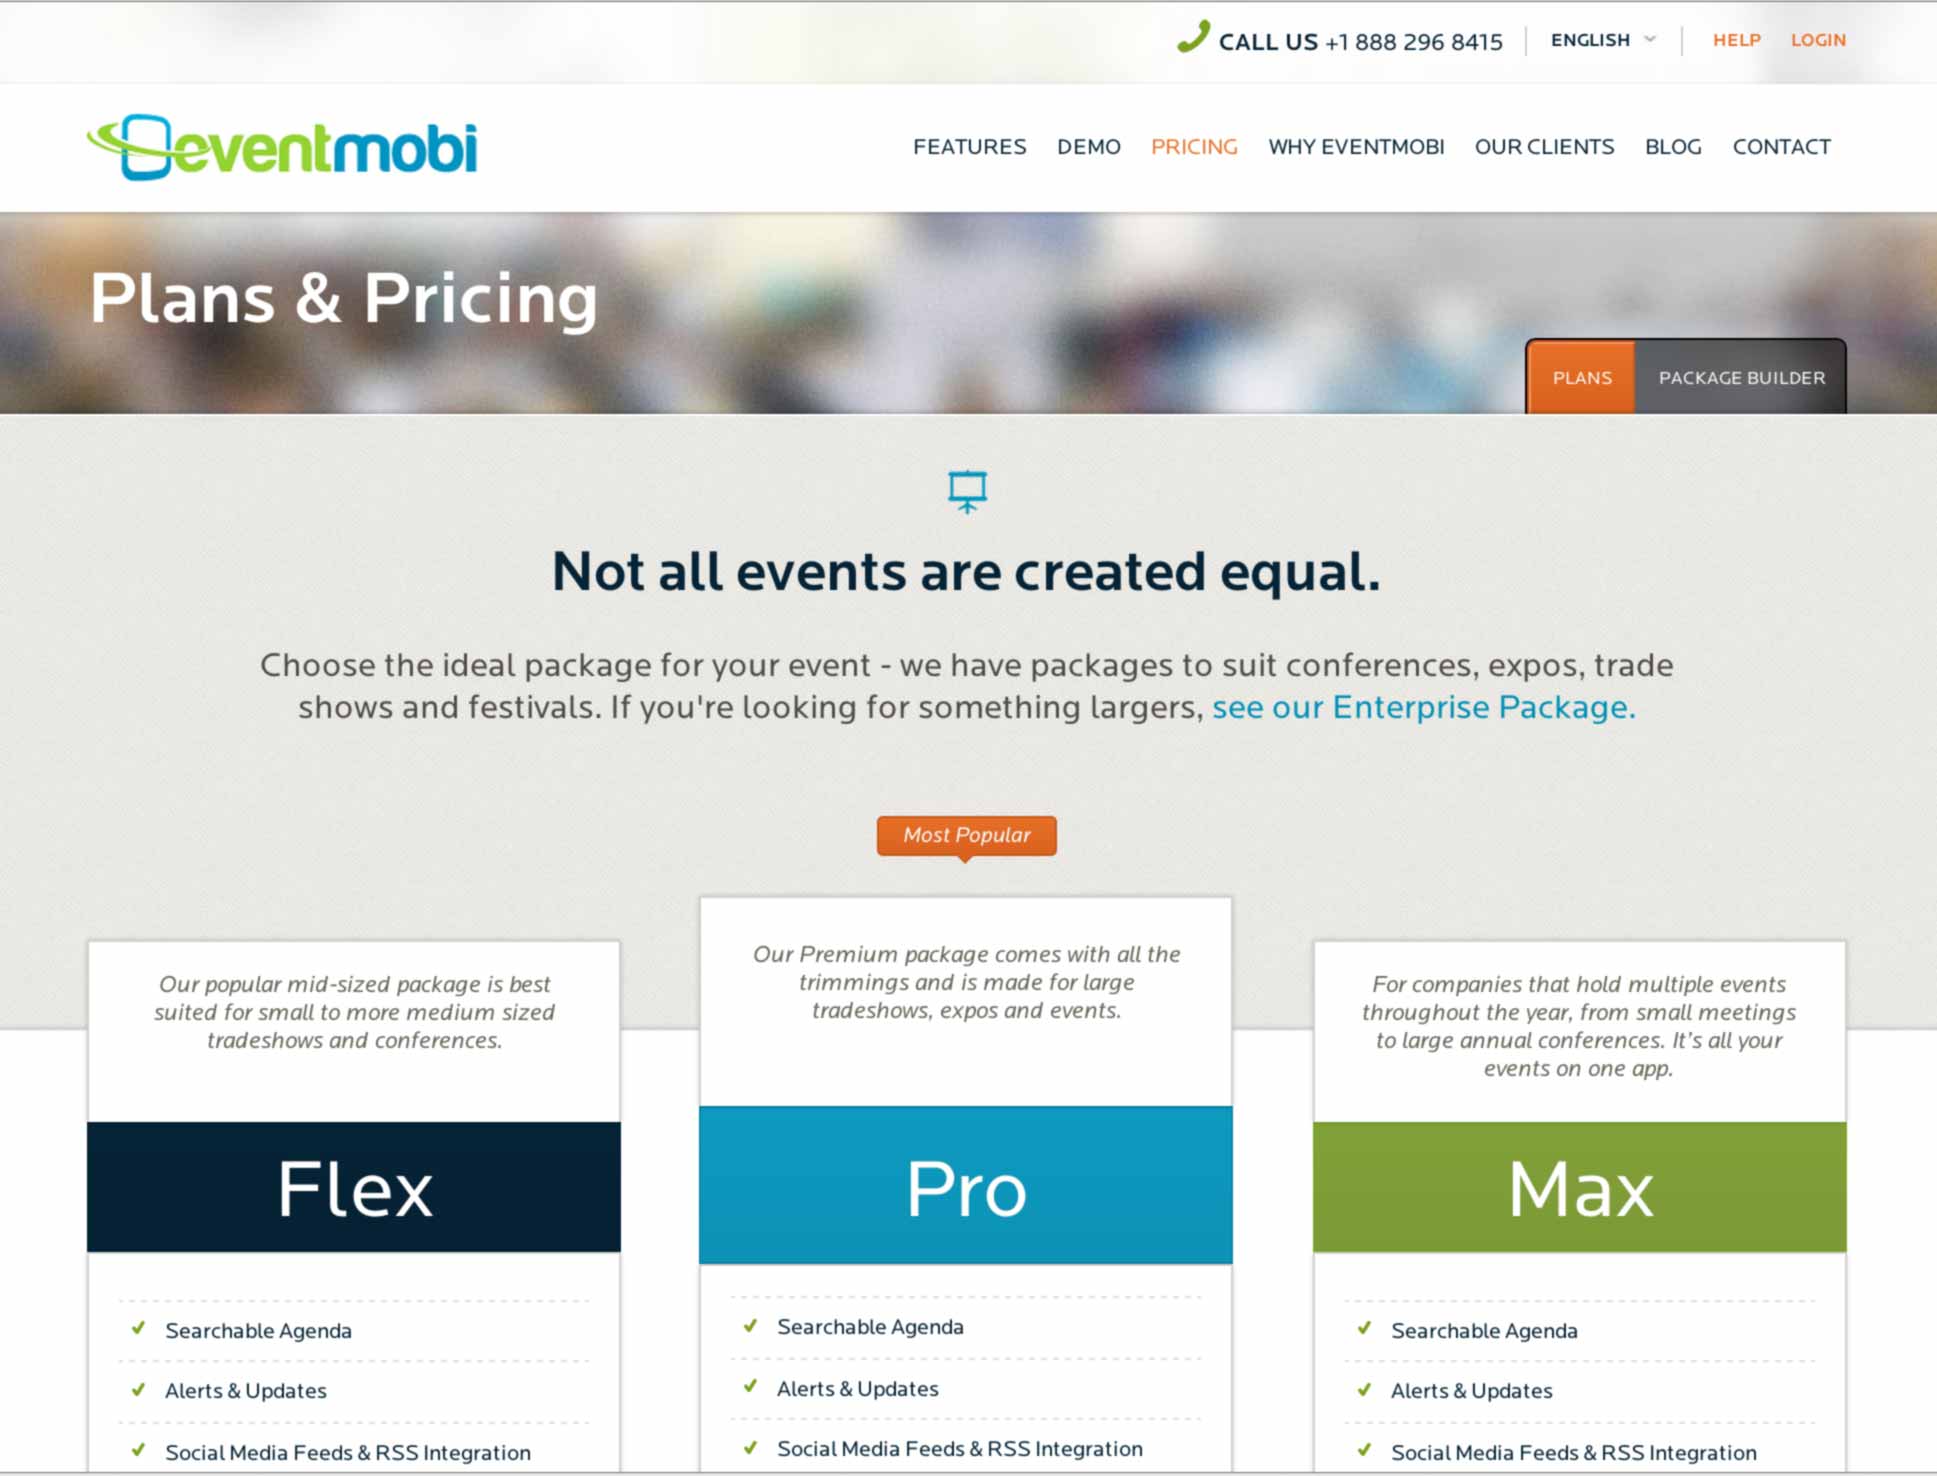 CALL US +1 888 296 8415 ENGLISH HELP LOGIN
eventmobi
FEATURES DEMO PRICING WHY EVENTMOBI OUR CLIENTS BLOG CONTACT
Plans & Pricing
PLANS PACKAGE BUILDER
Not all events are created equal.
Choose the ideal package for your event - we have packages to suit conferences, expos, trade
shows and festivals. If you're looking for something largers, see our Enterprise Package.
Most Popular
Our popular mid-sized package is best
suited for small to more medium sized
tradeshows and conferences.
Flex
Searchable Agenda
Alerts & Updates
Social Media Feeds & RSS Integration
Our Premium package comes with all the
trimmings and is made for large
tradeshows, expos and events.
Pro
Searchable Agenda
Alerts & Updates
Social Media Feeds & RSS Integration
For companies that hold multiple events
throughout the year, from small meetings
to large annual conferences. It’s all your
events on one app.
Max
Searchable Agenda
Alerts & Updates
Social Media Feeds & RSS Integration